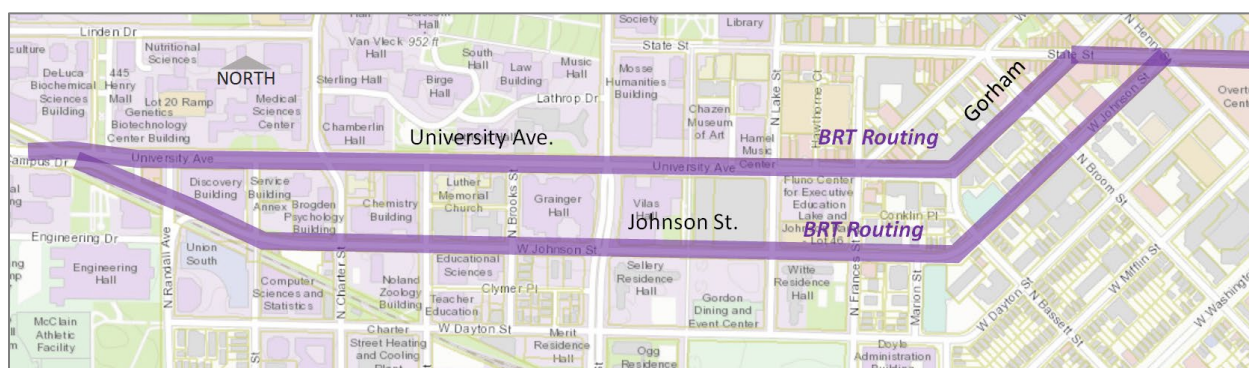 Linden Dr
Nutritional
Sciences
NORTH
DeLuca
Biochemical
Sciences
Building
445
Henry
Mall
Lot 20 Ramp
Genetics
Biotechnology
Center Building
Medical
Sciences
Center
Van Vleck
Hall
952 ft
Sterling Hall
Birge
Hall
South
Hall
Law
Building
Music
Hall
Lathrop Dr
Chamberlin
Hall
Society
Library
State St
Mosse
Humanities
Building
Chazen
Museum
of Art
N Lake St
Hawthorne Ct
Hamel
Music
Center
State St
Gorham
N Henry St
W Johnson St
University Ave.
BRT Routing
University Ave
University Ave
Campus Dr
Discovery
Building
Service
Building
Annex
Brogden
Psychology
Building
Chemistry
Building
Luther
Memorial
Church
N Brooks St
Grainger
Hall
Vilas
Hall
Johnson St.
Fluno Center
for Executive
Education
Lake and
Lot 46
Conklin Pl
BRT Routing
N Broom St
Engineering Dr
Engineering
Hall
N Randall Ave
Union
South
W Johnson St
Computer
Sciences and
Statistics
N Charter St
Noland
Zoology
Building
Educational
Sciences
Teacher
Education
Clymer Pl
W Dayton St
Sellery
Residence
Hall
Gordon
Dining and
Event Center
Witte
Residence
Hall
N Frances St
Marion St
W Dayton St
N Bassett St
W Mifflin St
W Washington
McClain
Athletic
Facility
St
Charter
Street Heating
and Cooling
Merit
Residence
Hall
Ogg
Residence
Doyle
Administration